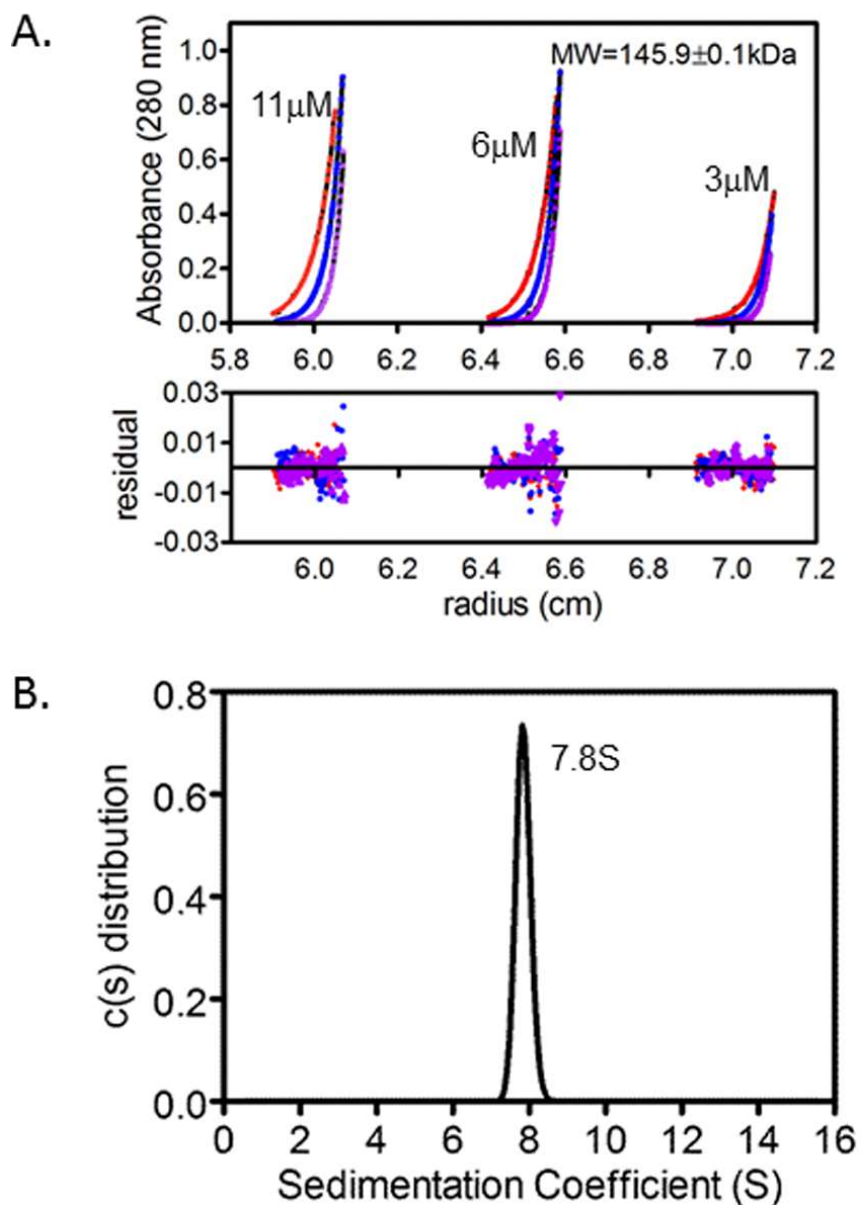 A.
MW=145.9±0.1kDa
11µM
6µM
3µM
Absorbance (280 nm)
1.0
0.8
0.6
0.4
0.2
0.0
5.8 6.0 6.2 6.4 6.6 6.8 7.0 7.2
residual
0.03
0.01
-0.01
-0.03
6.0 6.2 6.4 6.6 6.8 7.0 7.2
radius (cm)
B.
c(s) distribution
0.8
0.6
0.4
0.2
0.0
7.8S
0 2 4 6 8 10 12 14 16
Sedimentation Coefficient (S)